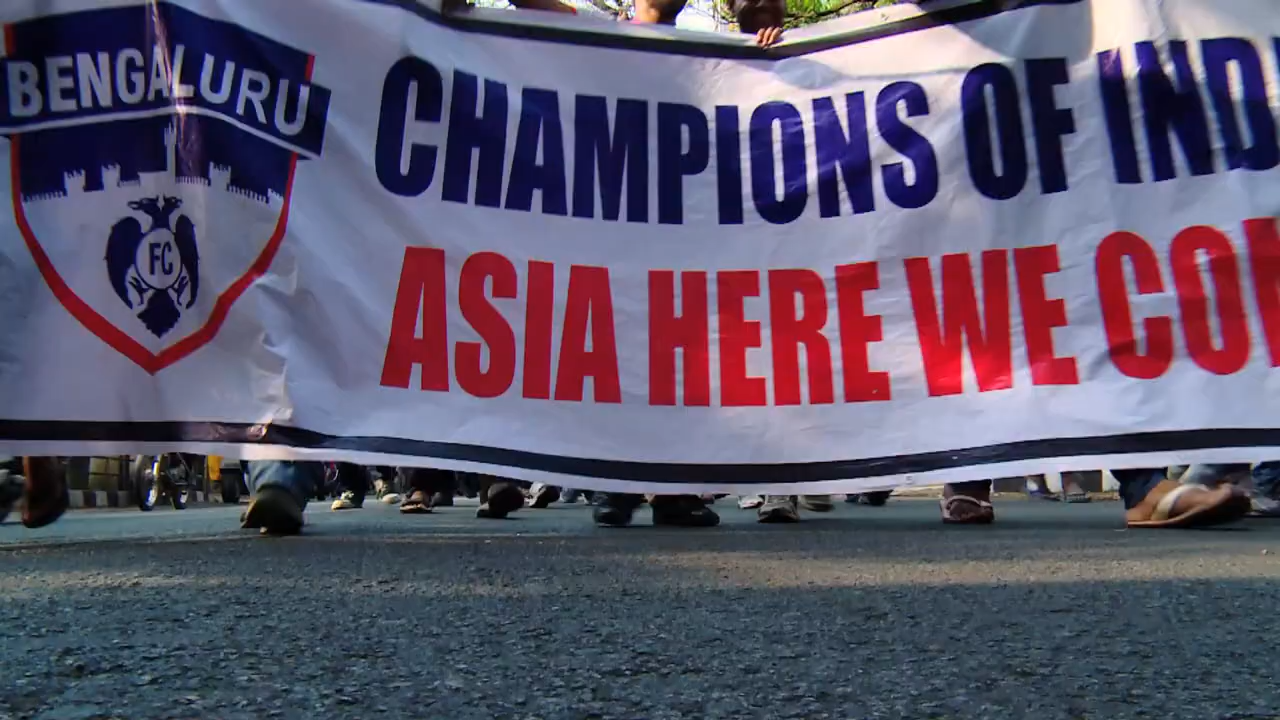 BENGALURU
FC
CHAMPIONS OF IND
ASIA HERE WE CO